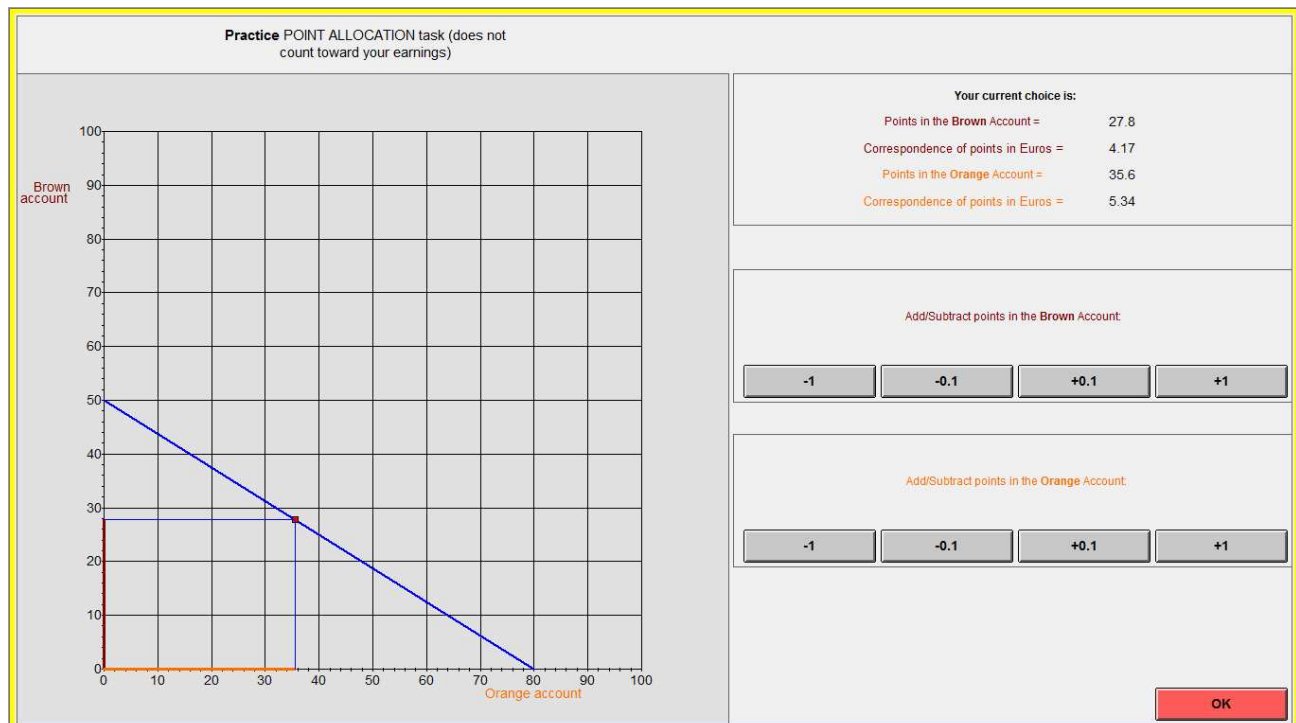 Practice POINT ALLOCATION task (does not
count toward your earnings)
100
90
80
70
60
50
40
30
20
10
0
Brown
account
0 10 20 30 40 50 60 70 80 90 100
Orange account
Your current choice is:
Points in the Brown Account = 27.8
Correspondence of points in Euros = 4.17
Points in the Orange Account = 35.6
Correspondence of points in Euros = 5.34
Add/Subtract points in the Brown Account:
-1 -0.1 +0.1 +1
Add/Subtract points in the Orange Account:
-1 -0.1 +0.1 +1
OK